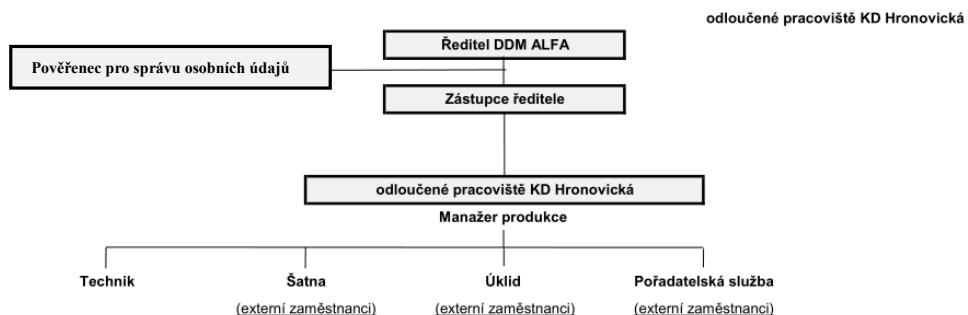 odloučené pracoviště KD Hronovická
Ředitel DDM ALFA
Pověřenec pro správu osobních údajů
Zástupce ředitele
odloučené pracoviště KD Hronovická
Manažer produkce
Technik
Šatna
Úklid
Pořadatelská služba
(externí zaměstnanci)
(externí zaměstnanci)
(externí zaměstnanci)